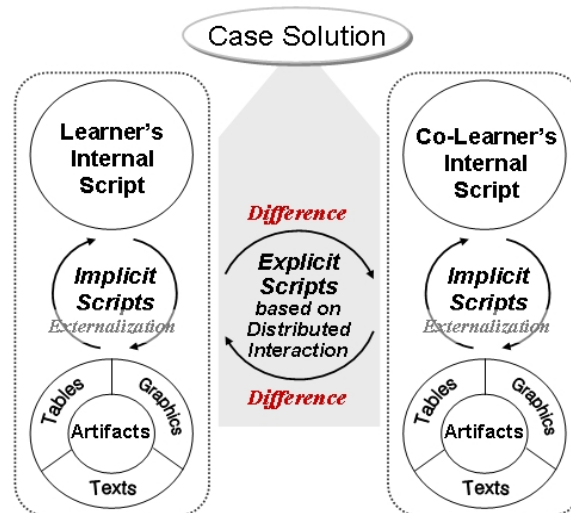 Case Solution
Learner's
Internal
Script
Implicit
Scripts
Externalization
Tables
Graphics
Artifacts
Texts
Difference
Explicit
Scripts
based on
Distributed
Interaction
Difference
Co-Learner's
Internal
Script
Implicit
Scripts
Externalization
Tables
Graphics
Artifacts
Texts